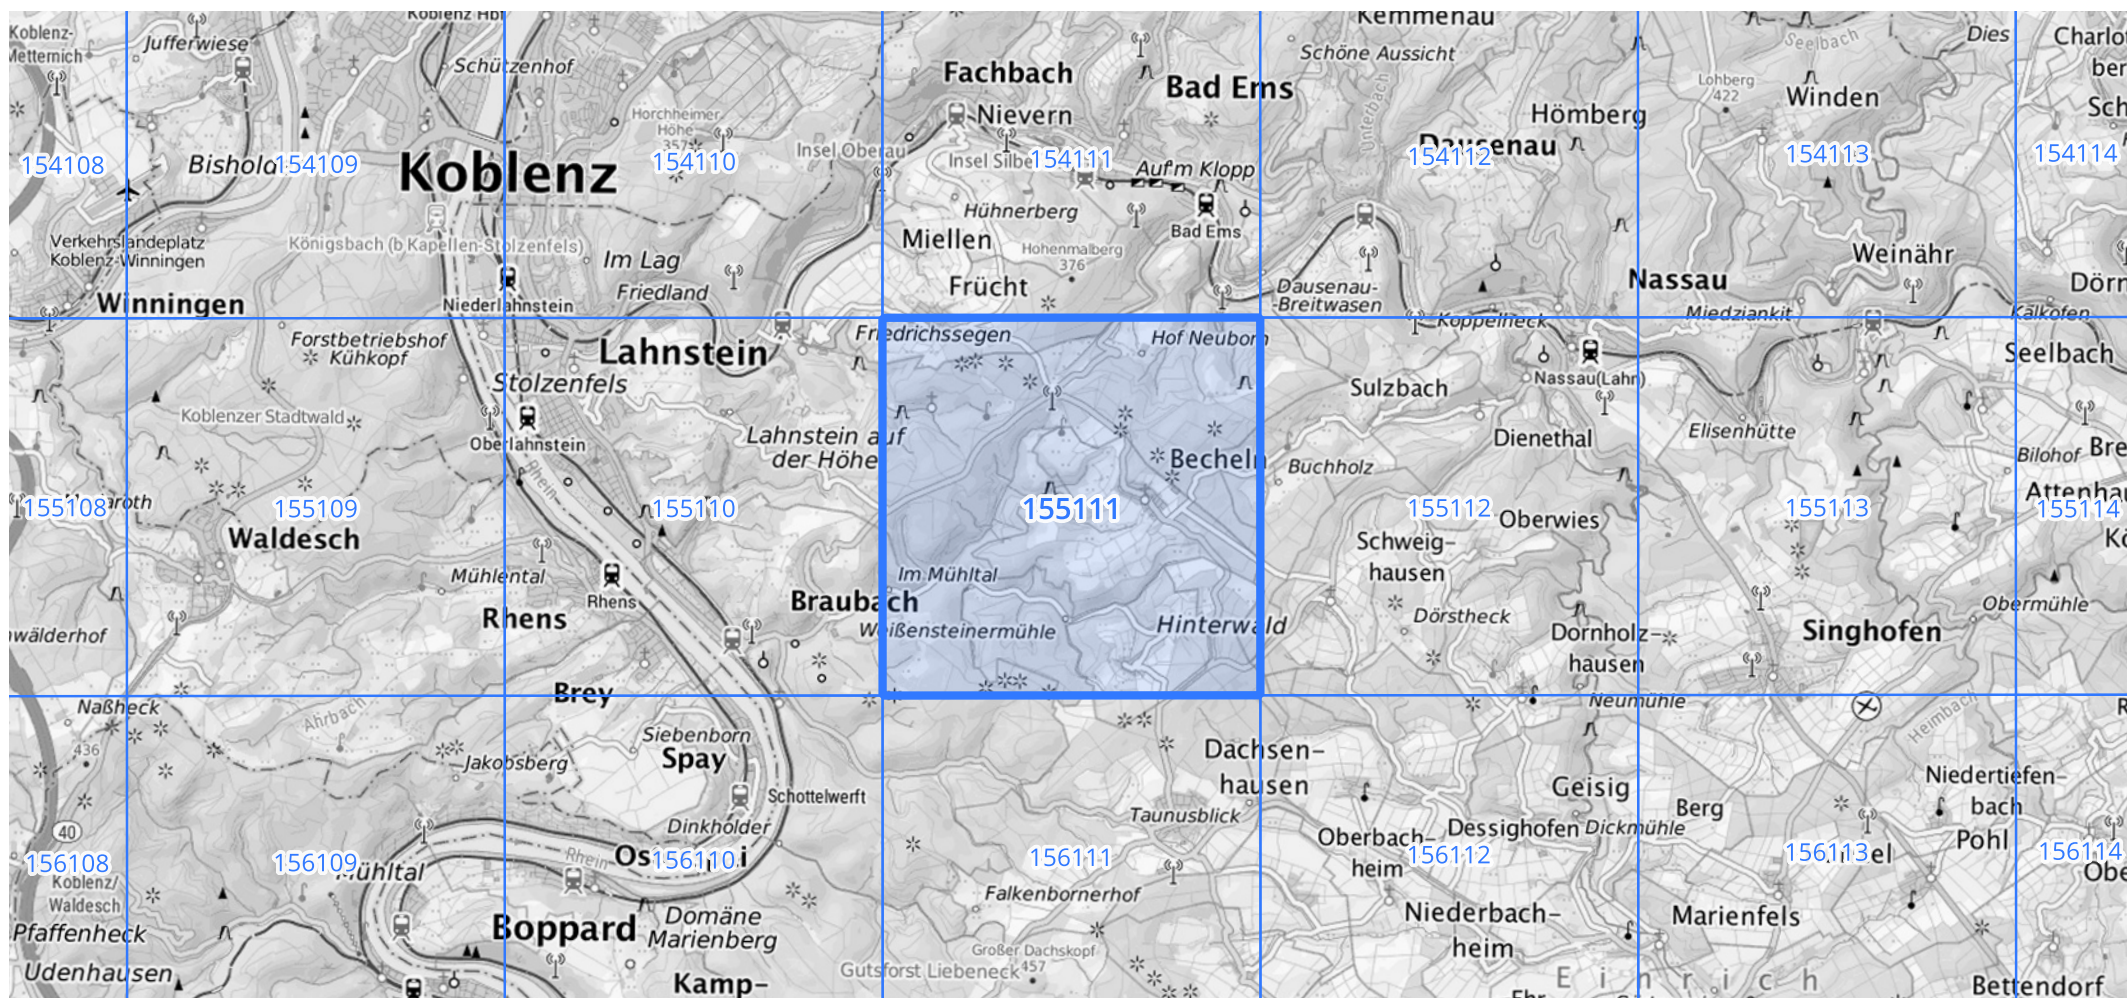 Koblenz-
Metternich
Jufferwiese
Koblenz Hbf
Schützenhof
Horchheimer
Höhe
357
Fachbach
Nievern
Bad Ems
Kemmenau
Schöne Aussicht
Unterbach
Hömberg
Dausenau
Seelbach
Dies
Lohberg
422
Winden
154108
154109
154110
154111
154112
154113
154114
Koblenz
Insel Oberau
Auf'm Klopp
Hühnerberg
Miellen
Hohenmalberg
376
Bad Ems
Frücht
Verkehrslandeplatz
Koblenz-Winningen
Königsbach (b Kapellen-Stolzenfels)
Im Lag
Friedland
Niederlahnstein
Winningen
Dausenau-
-Breitwasen
Nassau
Weinähr
Miedziankit
Koppelheck
Kalkofen
Forstbetriebshof
Kühkopf
Lahnstein
Friedrichssegen
Hof Neuborn
Seelbach
Stolzenfels
Sulzbach
Nassau(Lahn)
Koblenzer Stadtwald
Oberlahnstein
Lahnstein auf
der Höhe
Dienethal
Elisenhütte
Becheln
Buchholz
Bilohof
Rhein
155108
155109
155110
155111
155112
155113
155114
Waldesch
Oberwies
Schweig-
hausen
Mühlental
Rhens
Rhens
Braubach
Im Mühltal
Weißensteinermühle
Hinterwald
Dörstheck
Dornholz-
hausen
Singhofen
Obermühle
Brey
Neumühle
Naßheck
436
Ahrbach
Jakobsberg
Siebenborn
Spay
Schottelwerft
Dinkholder
Dachsen-
hausen
Taunusblick
Heimbach
Geisig
Berg
Niedertiefen-
bach
Pohl
40
Oberbach-
heim
Dessighofen
Dickmühle
156108
156109
156110
156111
156112
156113
156114
Mühltal
Rhein
Koblenz/
Waldesch
Pfaffenheck
Udenhausen
Boppard
Domäne
Marienberg
Kamp-
Falkenbornerhof
Großer Dachskopf
457
Gutsforst Liebeneck
Niederbach-
heim
Marienfels
Einrich
Bettendorf